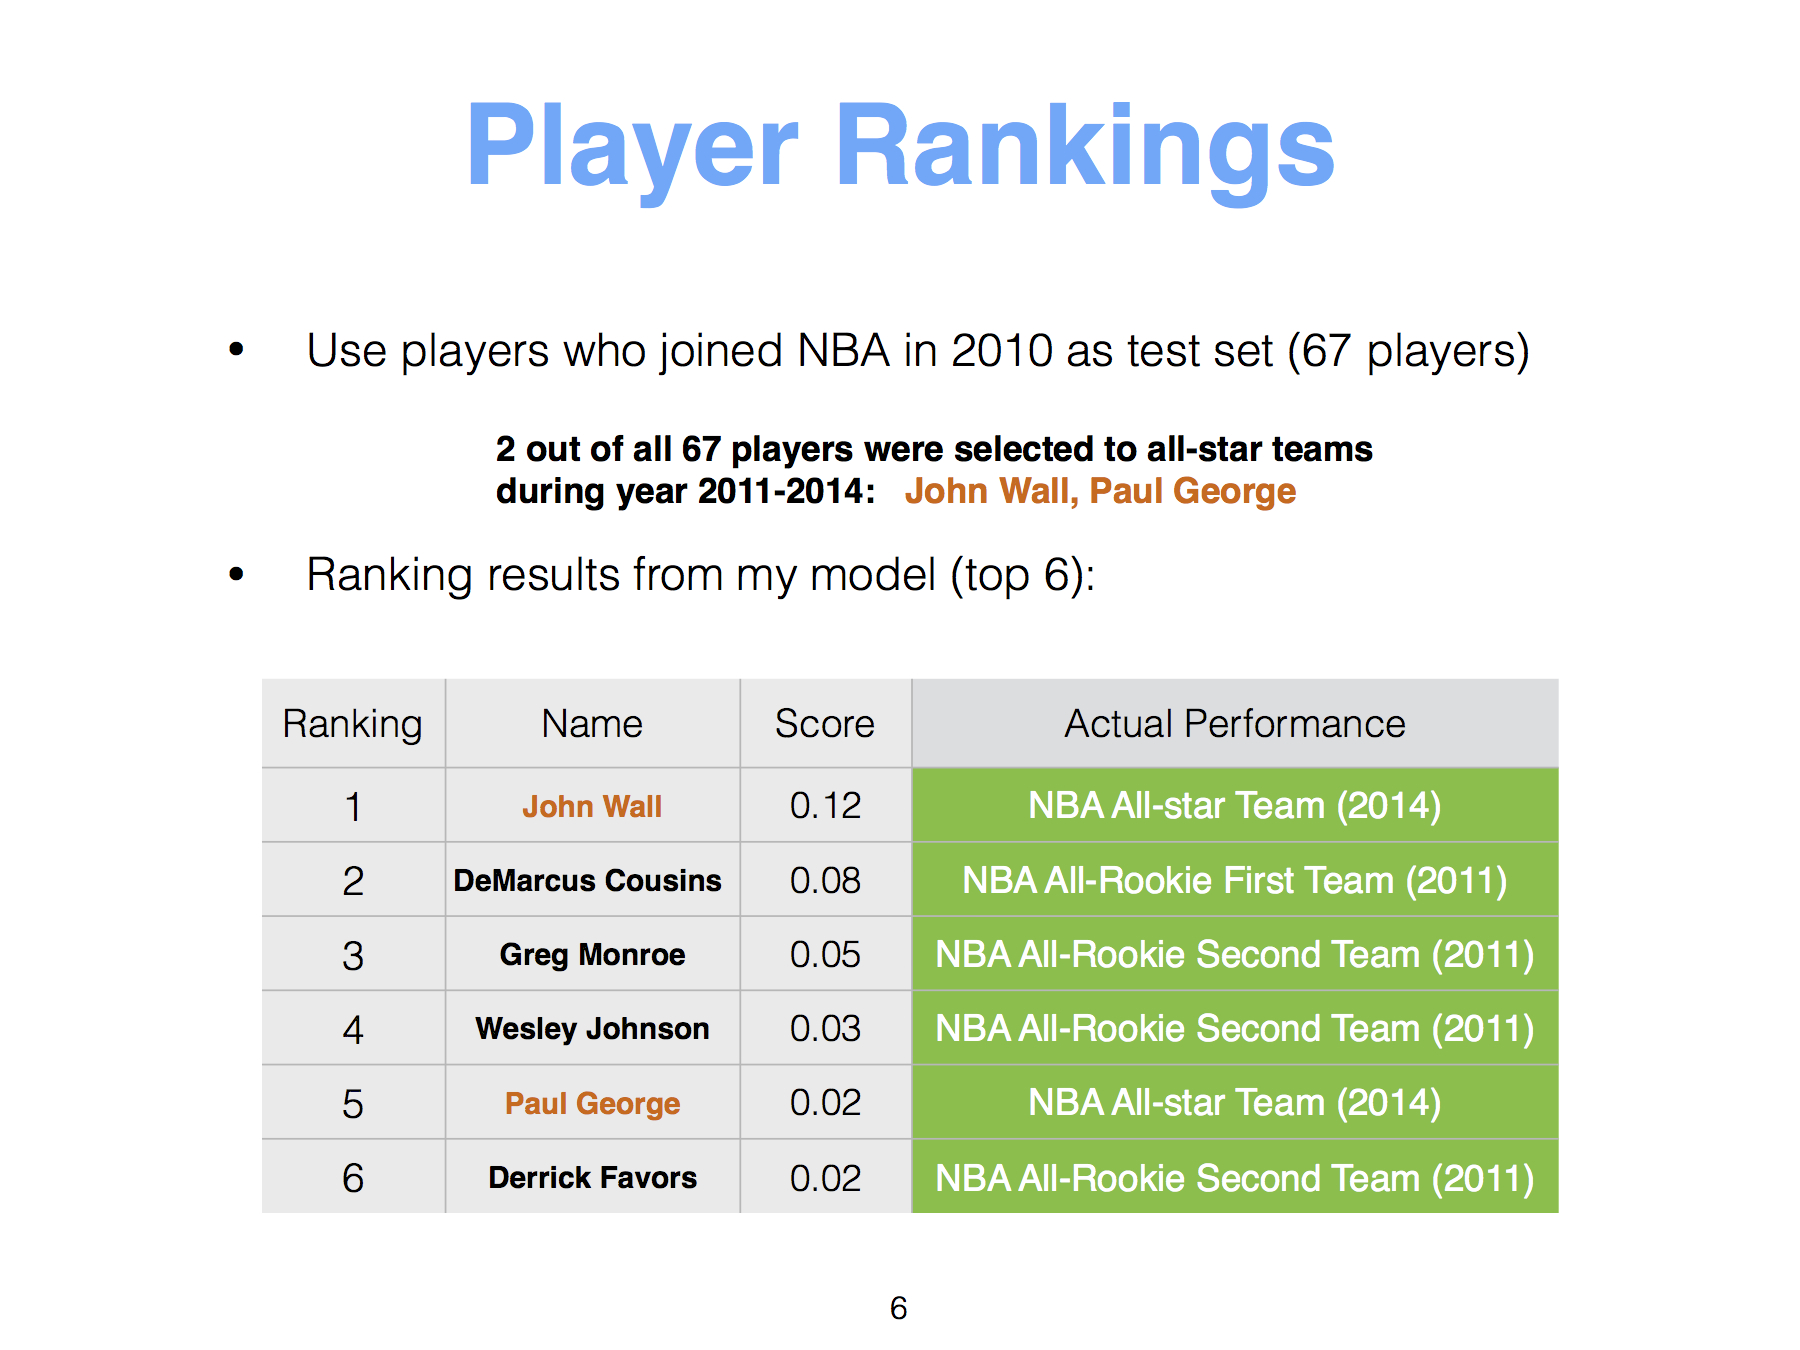 Player Rankings
• Use players who joined NBA in 2010 as test set (67 players)
2 out of all 67 players were selected to all-star teams
during year 2011-2014: John Wall, Paul George
• Ranking results from my model (top 6):
Ranking Name Score Actual Performance
1 John Wall 0.12 NBA All-star Team (2014)
2 DeMarcus Cousins 0.08 NBA All-Rookie First Team (2011)
3 Greg Monroe 0.05 NBA All-Rookie Second Team (2011)
4 Wesley Johnson 0.03 NBA All-Rookie Second Team (2011)
5 Paul George 0.02 NBA All-star Team (2014)
6 Derrick Favors 0.02 NBA All-Rookie Second Team (2011)
6